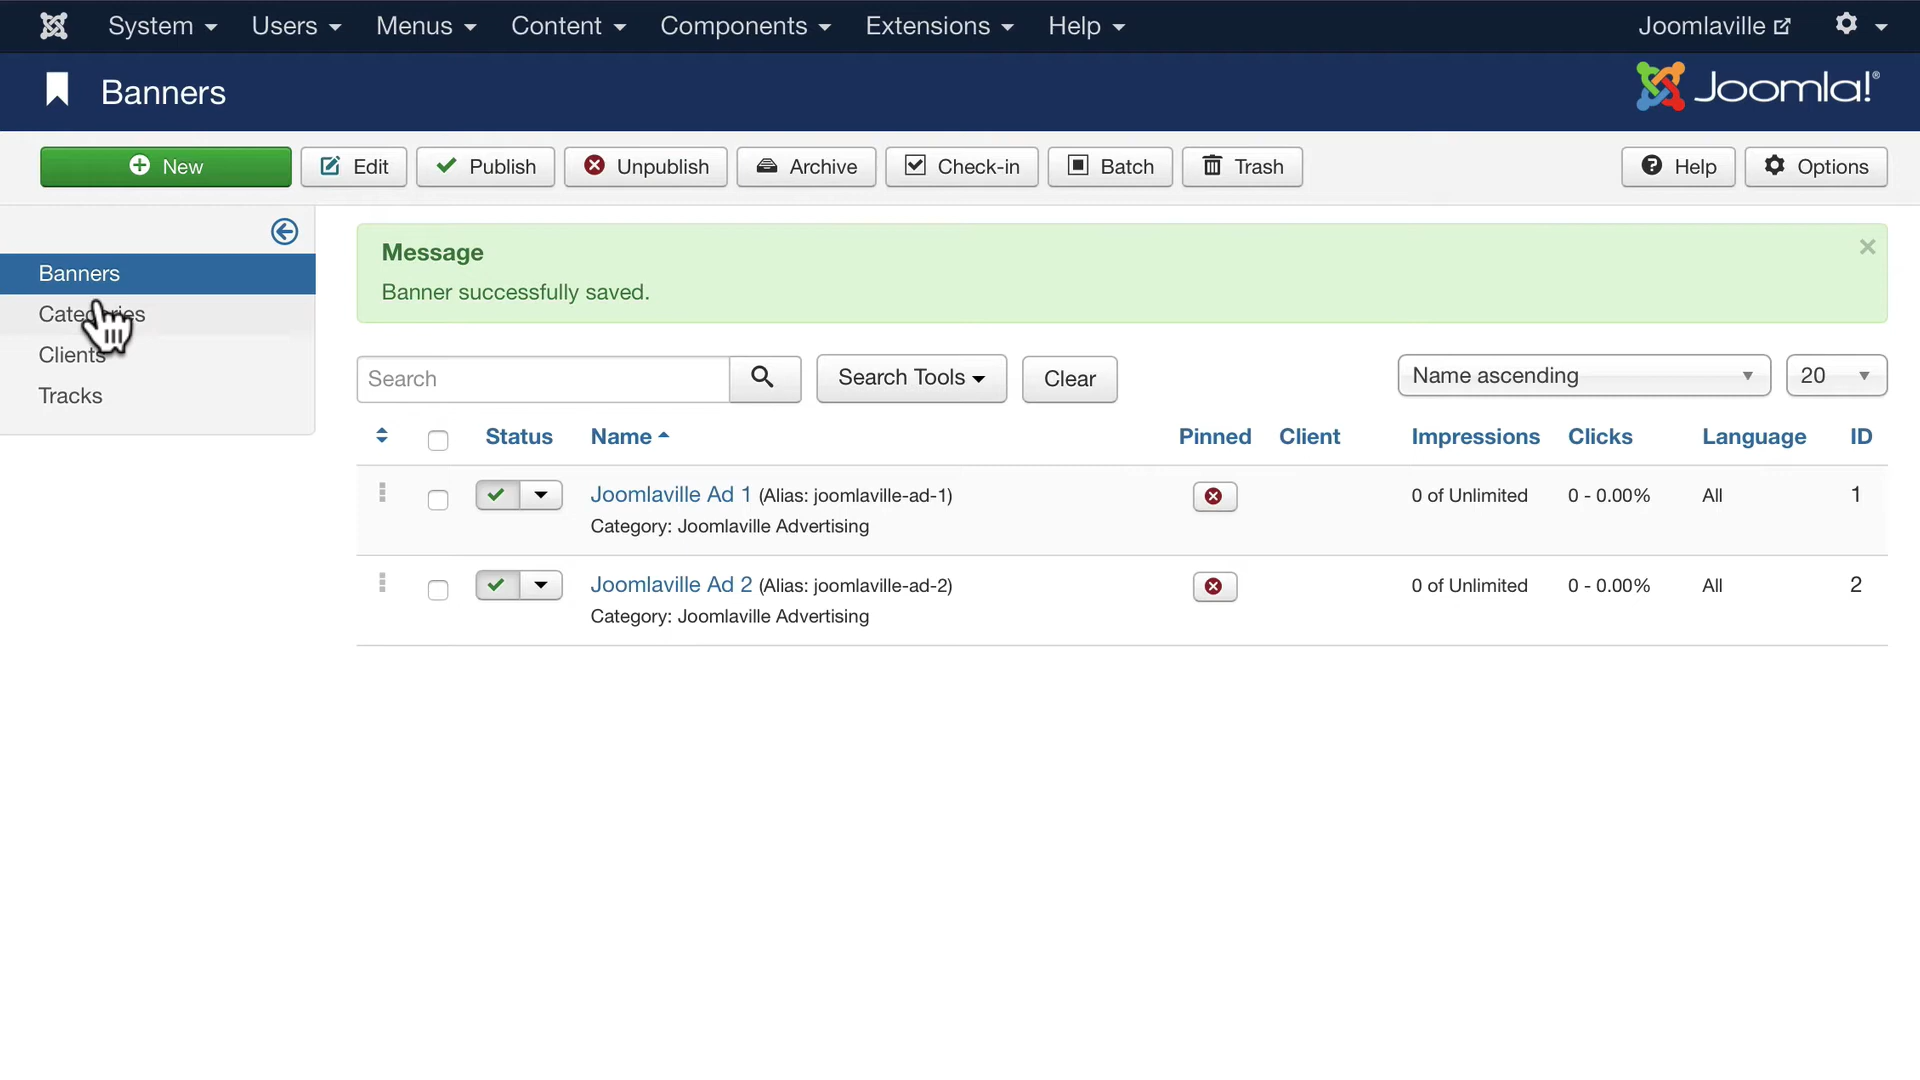 System Users Menus Content Components Extensions Help Joomlaville
Banners Joomla!®
New Edit Publish Unpublish Archive Check-in Batch Trash Help Options
Banners
Categories
Clients
Tracks
Message
Banner successfully saved.
Search Search Tools Clear Name ascending 20
Status Name Pinned Client Impressions Clicks Language ID
Joomlaville Ad 1 (Alias: joomlaville-ad-1) 0 of Unlimited 0 - 0.00% All 1
Category: Joomlaville Advertising
Joomlaville Ad 2 (Alias: joomlaville-ad-2) 0 of Unlimited 0 - 0.00% All 2
Category: Joomlaville Advertising